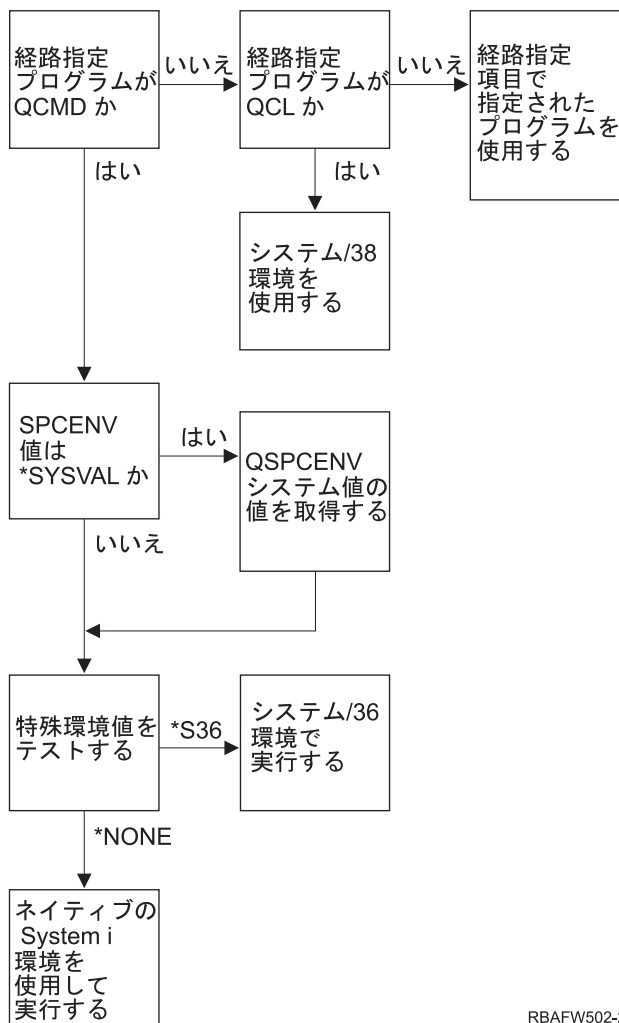 経路指定
プログラムが
QCMD か
いいえ
経路指定
プログラムが
QCL か
いいえ
経路指定
項目で
指定された
プログラムを
使用する
はい
はい
システム/38
環境を
使用する
SPCENV
値は
*SYSVAL か
はい
QSPCENV
システム値の
値を取得する
いいえ
特殊環境値を
テストする
*S36
システム/36
環境で
実行する
*NONE
ネイティブの
System i
環境を
使用して
実行する